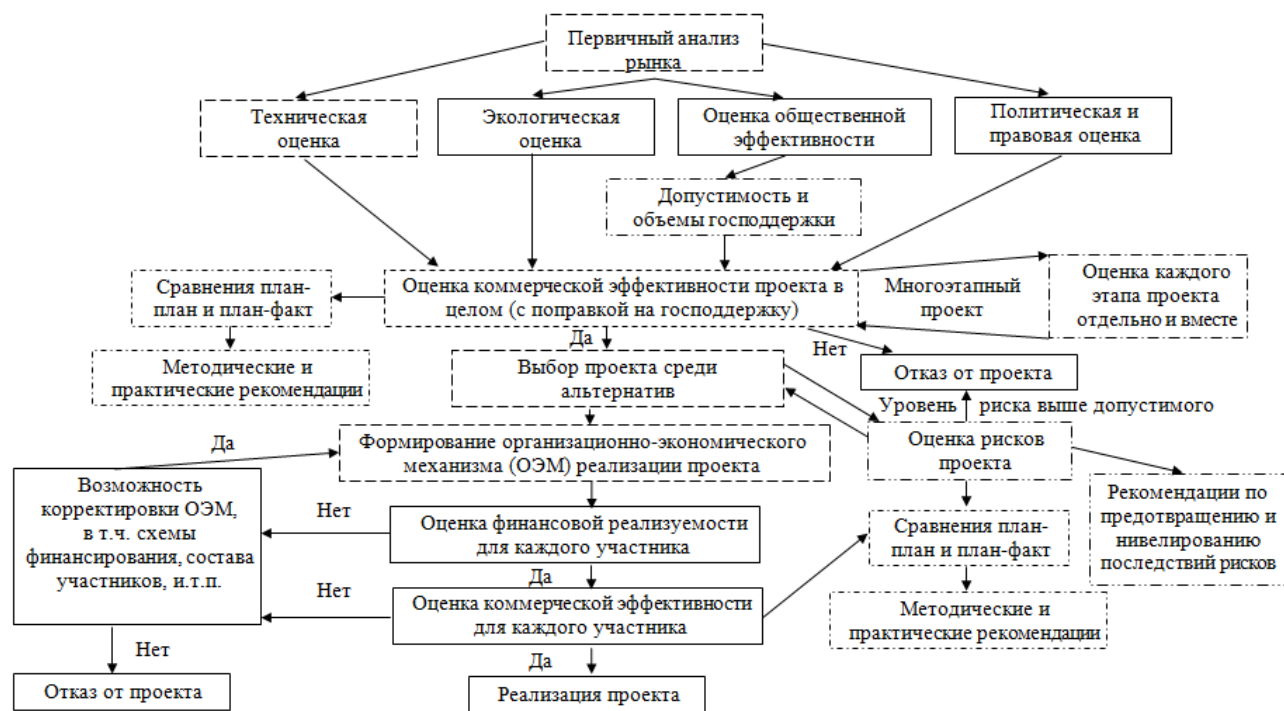 Первичный анализ
рынка
Техническая
оценка
Экологическая
оценка
Оценка общественной
эффективности
Политическая и
правовая оценка
Допустимость и
объемы господдержки
Сравнения план-
план и план-факт
Оценка коммерческой эффективности проекта в
целом (с поправкой на господдержку)
Многоэтапный
проект
Оценка каждого
этапа проекта
отдельно и вместе
Да
Нет
Методические и
практические рекомендации
Выбор проекта среди
альтернатив
Отказ от проекта
Уровень риска выше допустимого
Да
Формирование организационно-экономического
механизма (ОЭМ) реализации проекта
Оценка рисков
проекта
Возможность
корректировки ОЭМ,
в т.ч. схемы
финансирования, состава
участников, и.т.п.
Нет
Оценка финансовой реализуемости
для каждого участника
Сравнения план-
план и план-факт
Рекомендации по
предотвращению и
нивелированию
последствий рисков
Да
Нет
Оценка коммерческой эффективности
для каждого участника
Методические и
практические рекомендации
Нет
Да
Отказ от проекта
Реализация проекта